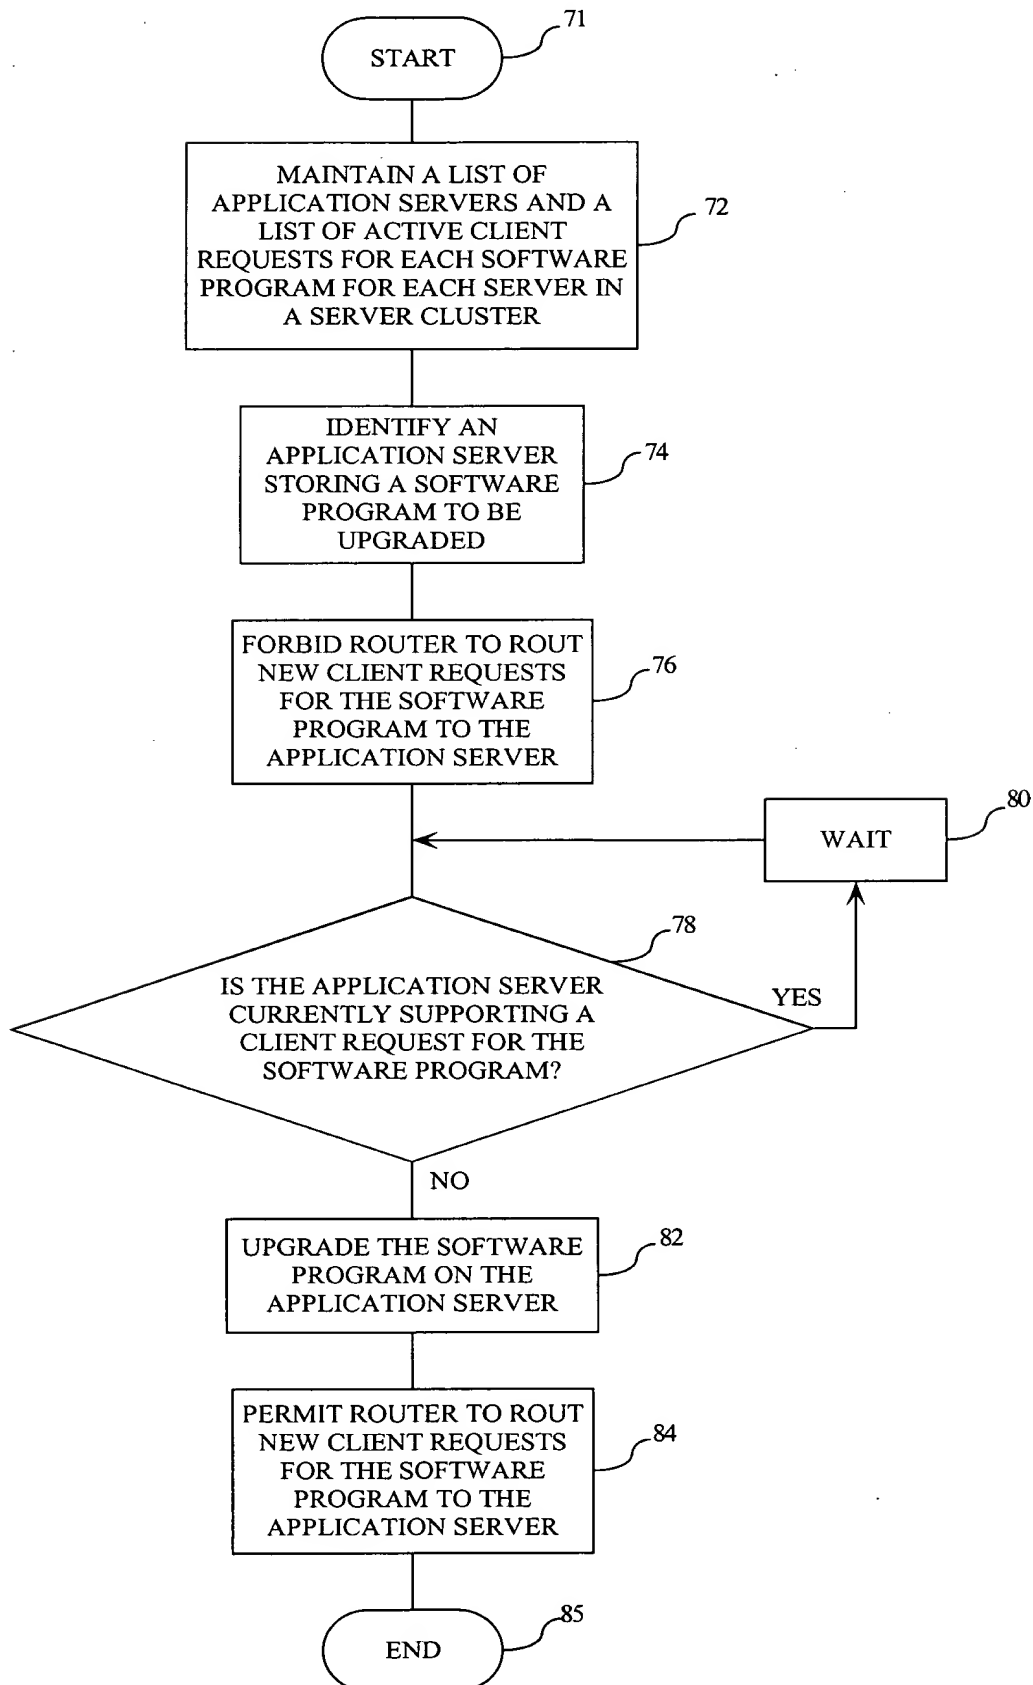 START
71
MAINTAIN A LIST OF
APPLICATION SERVERS AND A
LIST OF ACTIVE CLIENT
REQUESTS FOR EACH SOFTWARE
PROGRAM FOR EACH SERVER IN
A SERVER CLUSTER
72
IDENTIFY AN
APPLICATION SERVER
STORING A SOFTWARE
PROGRAM TO BE
UPGRADED
74
FORBID ROUTER TO ROUT
NEW CLIENT REQUESTS
FOR THE SOFTWARE
PROGRAM TO THE
APPLICATION SERVER
76
WAIT
80
78
IS THE APPLICATION SERVER
CURRENTLY SUPPORTING A
CLIENT REQUEST FOR THE
SOFTWARE PROGRAM?
YES
NO
UPGRADE THE SOFTWARE
PROGRAM ON THE
APPLICATION SERVER
82
PERMIT ROUTER TO ROUT
NEW CLIENT REQUESTS
FOR THE SOFTWARE
PROGRAM TO THE
APPLICATION SERVER
84
END
85